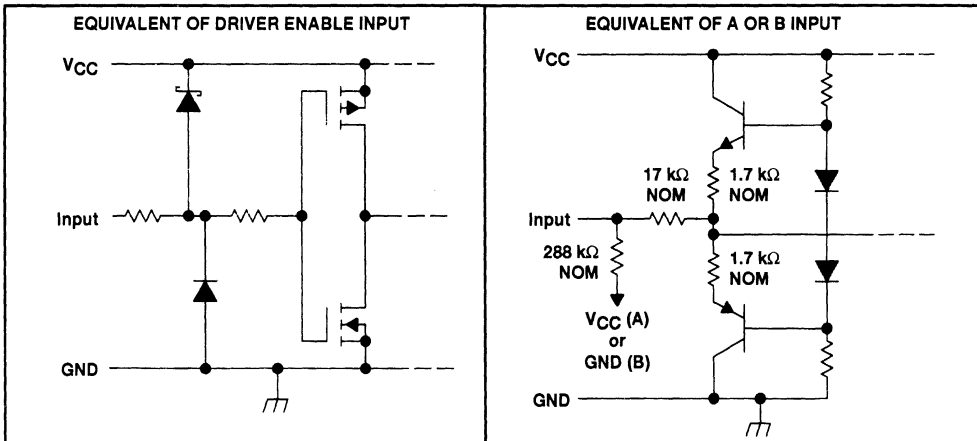 EQUIVALENT OF DRIVER ENABLE INPUT
VCC
Input
GND
EQUIVALENT OF A OR B INPUT
VCC
17 kΩ
NOM
1.7 kΩ
NOM
Input
288 kΩ
NOM
1.7 kΩ
NOM
VCC (A)
or
GND (B)
GND